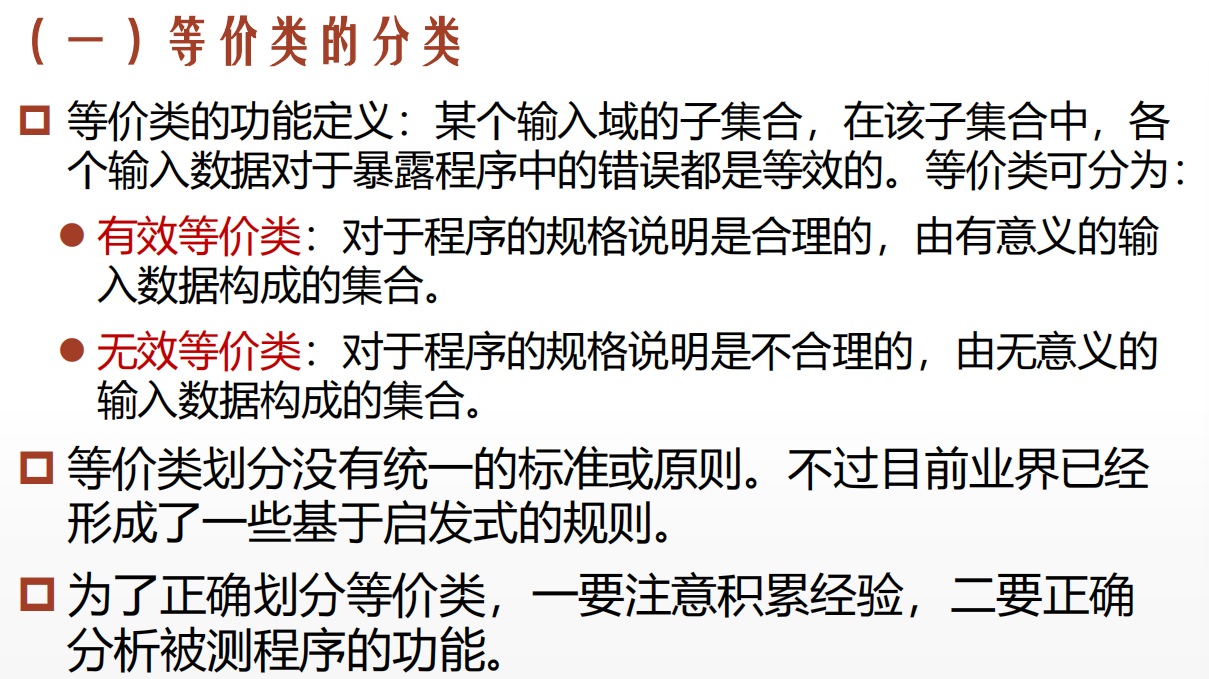 （一）等价类的分类
等价类的功能定义：某个输入域的子集合，在该子集合中，各
个输入数据对于暴露程序中的错误都是等效的。等价类可分为：
有效等价类：对于程序的规格说明是合理的，由有意义的输
入数据构成的集合。
无效等价类：对于程序的规格说明是不合理的，由无意义的
输入数据构成的集合。
等价类划分没有统一的标准或原则。不过目前业界已经
形成了一些基于启发式的规则。
为了正确划分等价类，一要注意积累经验，二要正确
分析被测程序的功能。